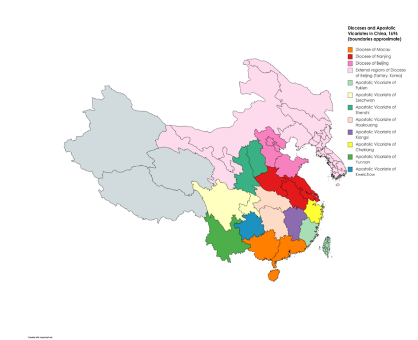 Dioceses and Apostolic
Vicariates in China, 1696
(boundaries approximate)
Diocese of Macau
Diocese of Nanjing
Diocese of Beijing
External regions of Diocese
of Beijing (Tartary, Korea)
Apostolic Vicariate of
Fukien
Apostolic Vicariate of
Szechwan
Apostolic Vicariate of
Shensi
Apostolic Vicariate of
Apostolic Vicariate of
Kiangsi
Apostolic Vicariate of
Chekiang
Apostolic Vicariate of
Yunnan
Apostolic Vicariate of
Kweichow